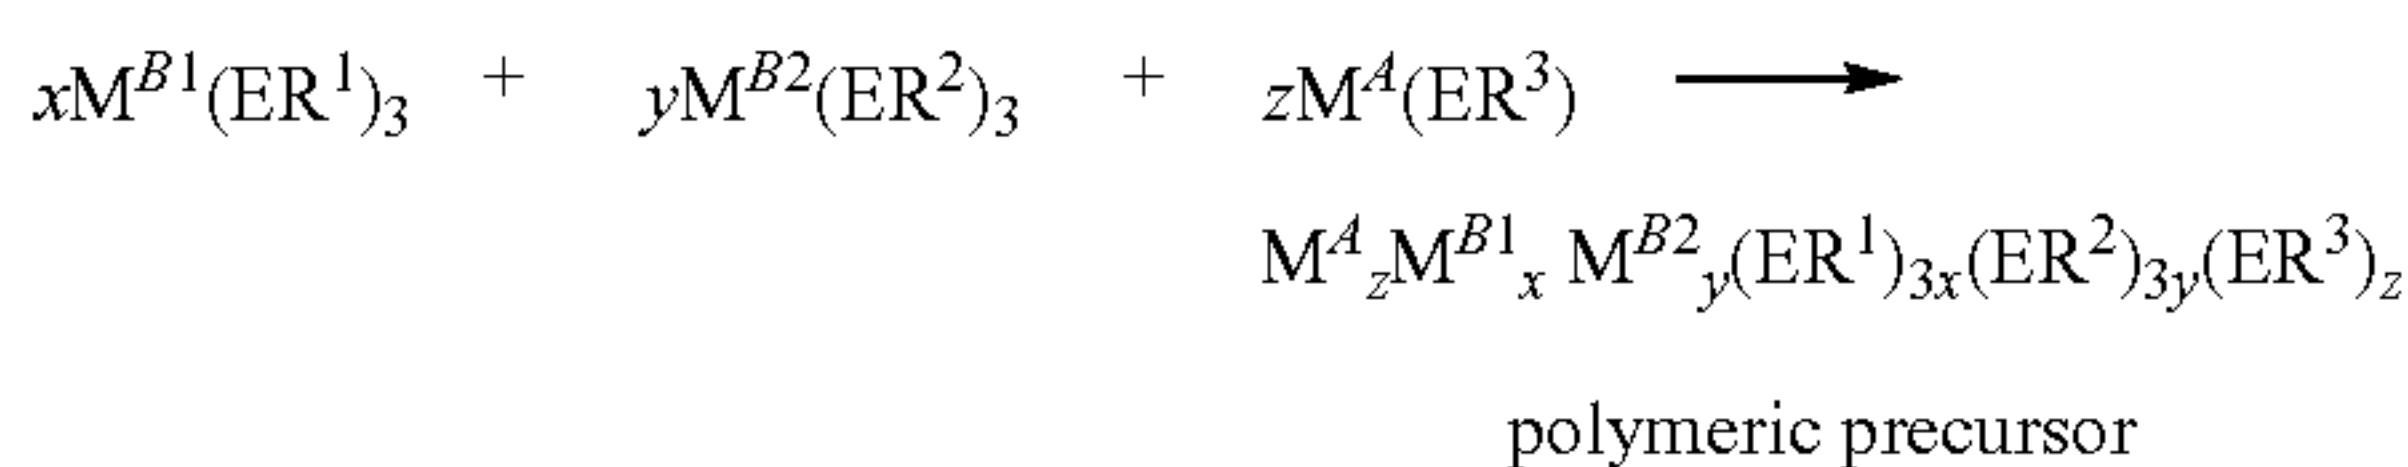 xM^{B1}(ER^1)_3 + yM^{B2}(ER^2)_3 + zM^A(ER^3) ⟶
M^A_zM^{B1}_x M^{B2}_y(ER^1)_{3x}(ER^2)_{3y}(ER^3)_z
polymeric precursor